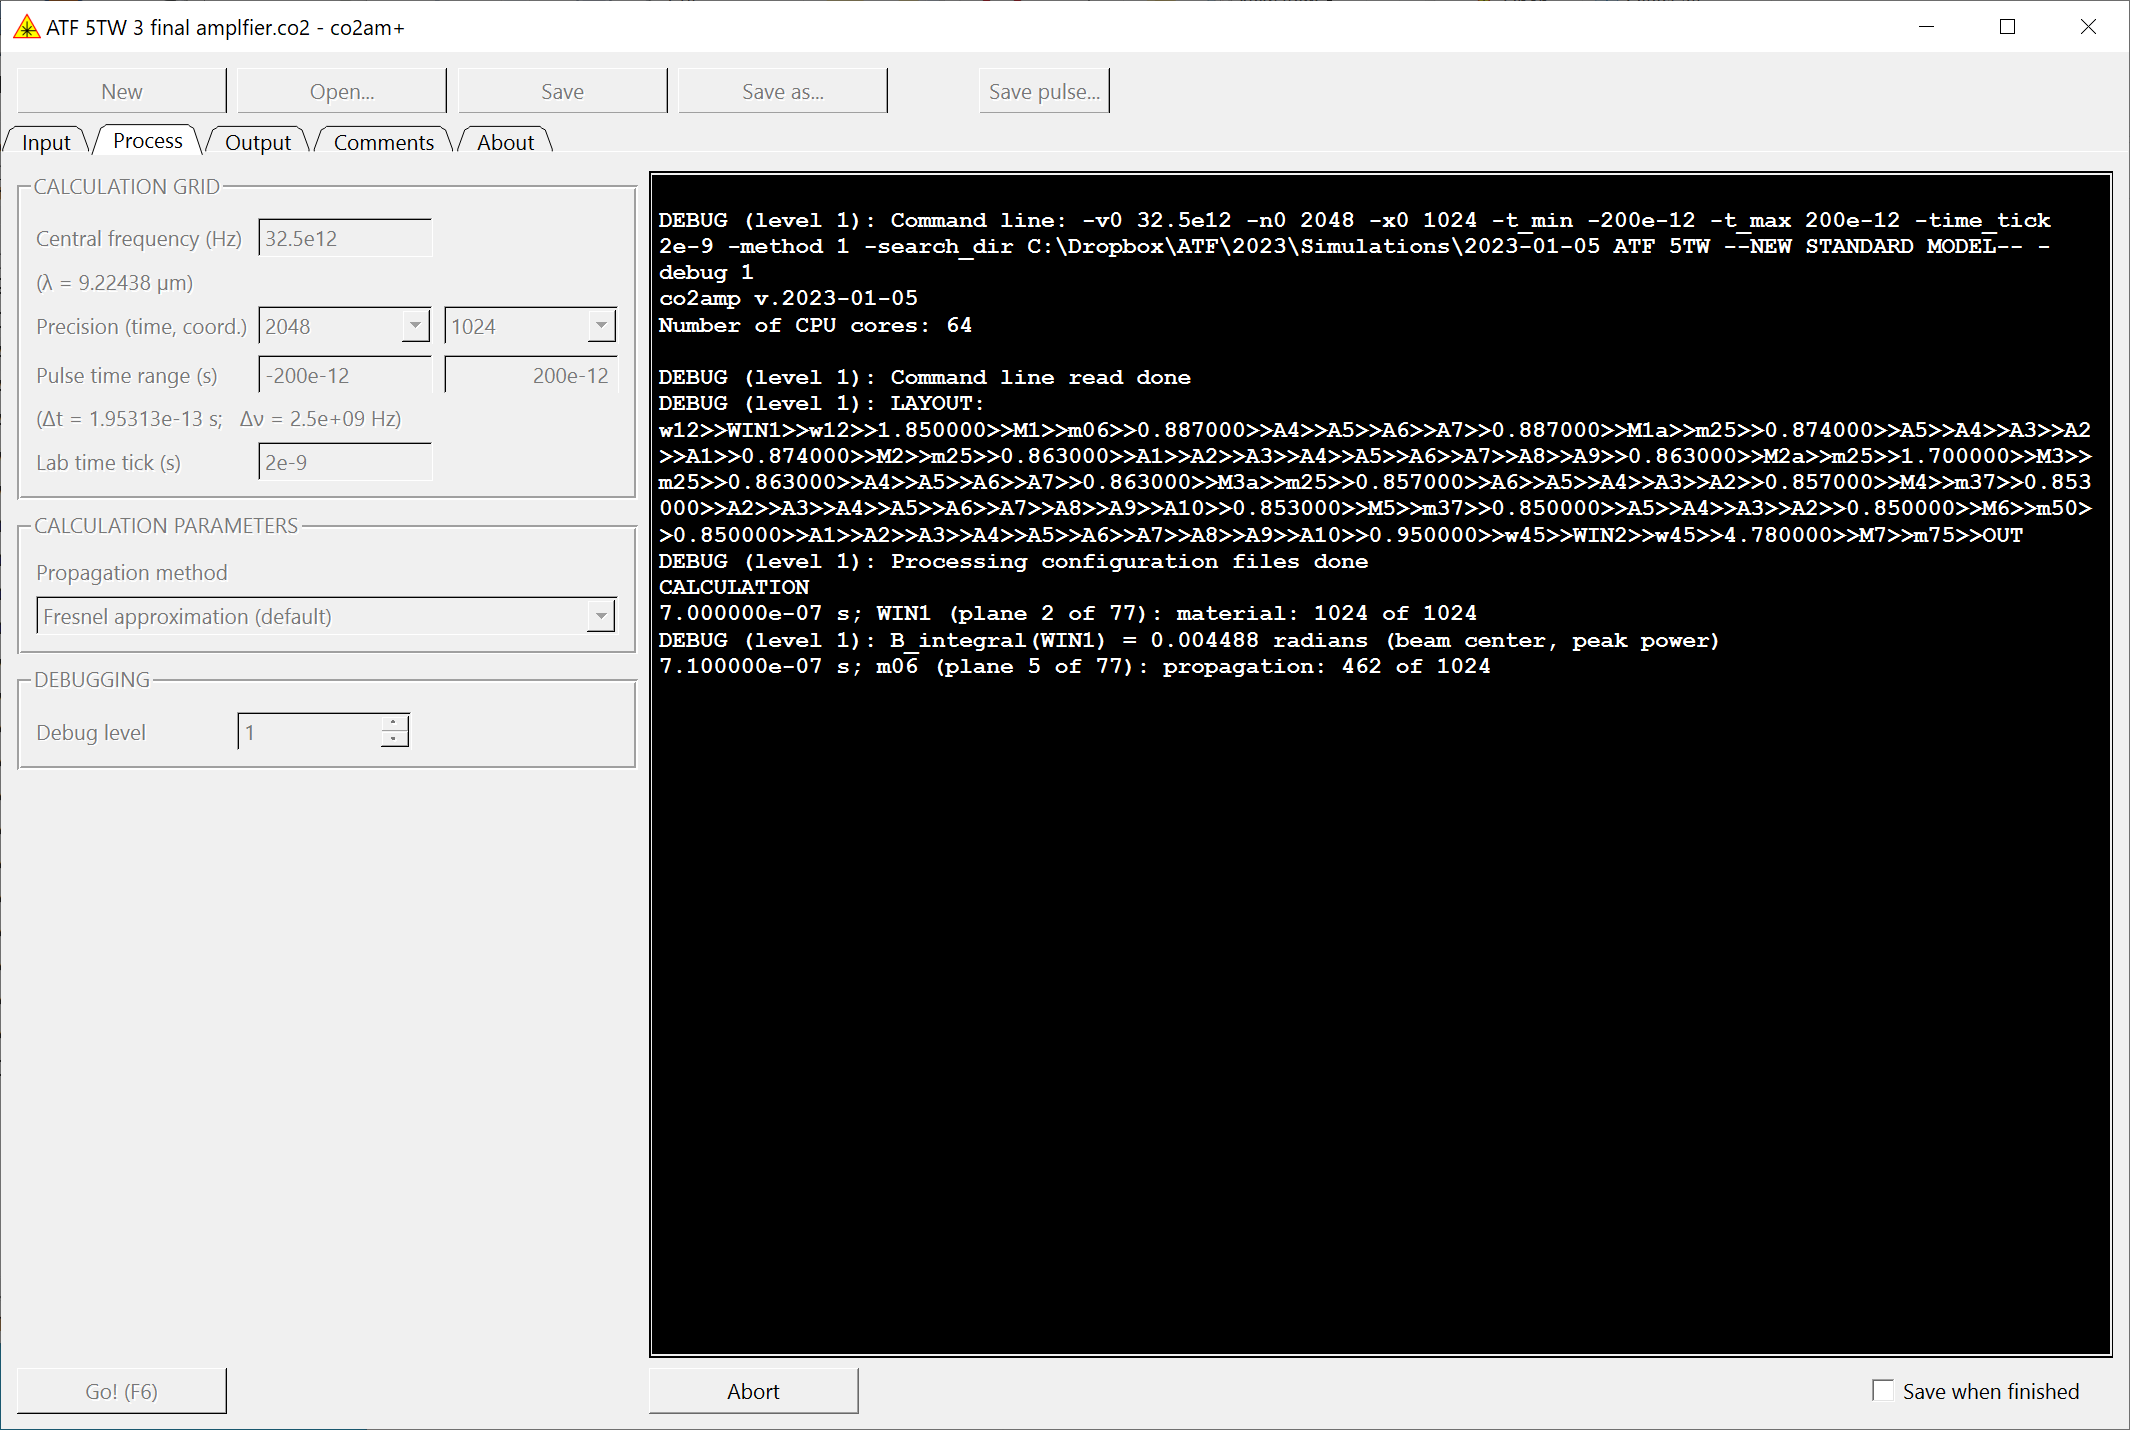 ATF 5TW 3 final amplfier.co2 - co2am+
New
Open...
Save
Save as...
Save pulse...
Input
Process
Output
Comments
About
CALCULATION GRID
Central frequency (Hz)
32.5e12
(λ = 9.22438 μm)
Precision (time, coord.)
2048
1024
Pulse time range (s)
-200e-12
200e-12
(Δt = 1.95313e-13 s;   Δν = 2.5e+09 Hz)
Lab time tick (s)
2e-9
CALCULATION PARAMETERS
Propagation method
Fresnel approximation (default)
DEBUGGING
Debug level
1
DEBUG (level 1): Command line: -v0 32.5e12 -n0 2048 -x0 1024 -t_min -200e-12 -t_max 200e-12 -time_tick
2e-9 -method 1 -search_dir C:\Dropbox\ATF\2023\Simulations\2023-01-05 ATF 5TW --NEW STANDARD MODEL-- -
debug 1
co2amp v.2023-01-05
Number of CPU cores: 64
DEBUG (level 1): Command line read done
DEBUG (level 1): LAYOUT:
w12>>WIN1>>w12>>1.850000>>M1>>m06>>0.887000>>A4>>A5>>A6>>A7>>0.887000>>M1a>>m25>>0.874000>>A5>>A4>>A3>>A2
>>A1>>0.874000>>M2>>m25>>0.863000>>A1>>A2>>A3>>A4>>A5>>A6>>A7>>A8>>A9>>0.863000>>M2a>>m25>>1.700000>>M3>>
m25>>0.863000>>A4>>A5>>A6>>A7>>0.863000>>M3a>>m25>>0.857000>>A6>>A5>>A4>>A3>>A2>>0.857000>>M4>>m37>>0.853
000>>A2>>A3>>A4>>A5>>A6>>A7>>A8>>A9>>A10>>0.853000>>M5>>m37>>0.850000>>A5>>A4>>A3>>A2>>0.850000>>M6>>m50>
>0.850000>>A1>>A2>>A3>>A4>>A5>>A6>>A7>>A8>>A9>>A10>>0.950000>>w45>>WIN2>>w45>>4.780000>>M7>>m75>>OUT
DEBUG (level 1): Processing configuration files done
CALCULATION
7.000000e-07 s; WIN1 (plane 2 of 77): material: 1024 of 1024
DEBUG (level 1): B_integral(WIN1) = 0.004488 radians (beam center, peak power)
7.100000e-07 s; m06 (plane 5 of 77): propagation: 462 of 1024
Go! (F6)
Abort
Save when finished